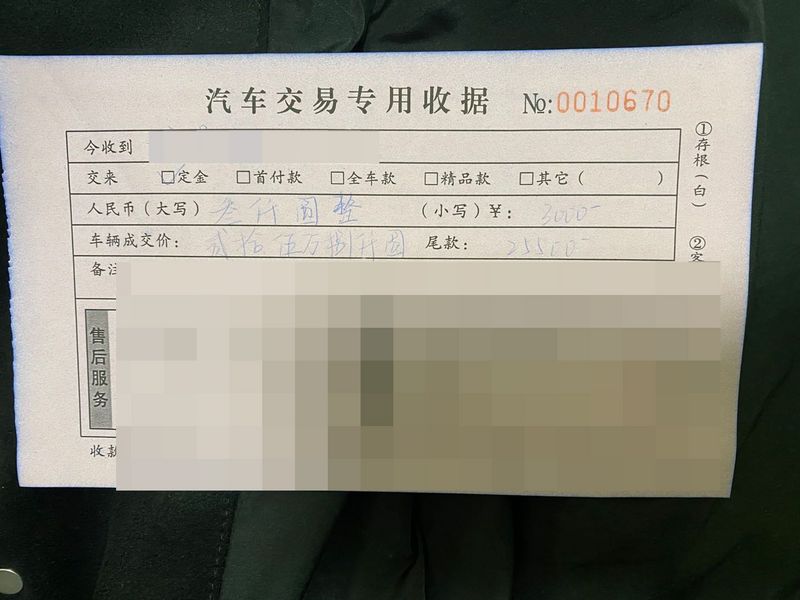 汽车交易专用收据 №:0010670
今收到
交来 □定金 □首付款 □全车款 □精品款 □其它( )
人民币(大写) 叁仟圆整 (小写)¥: 3000-
车辆成交价: 贰拾伍万捌仟圆 尾款: 255000-
备注
售后服务
收款
①存根(白)
②客